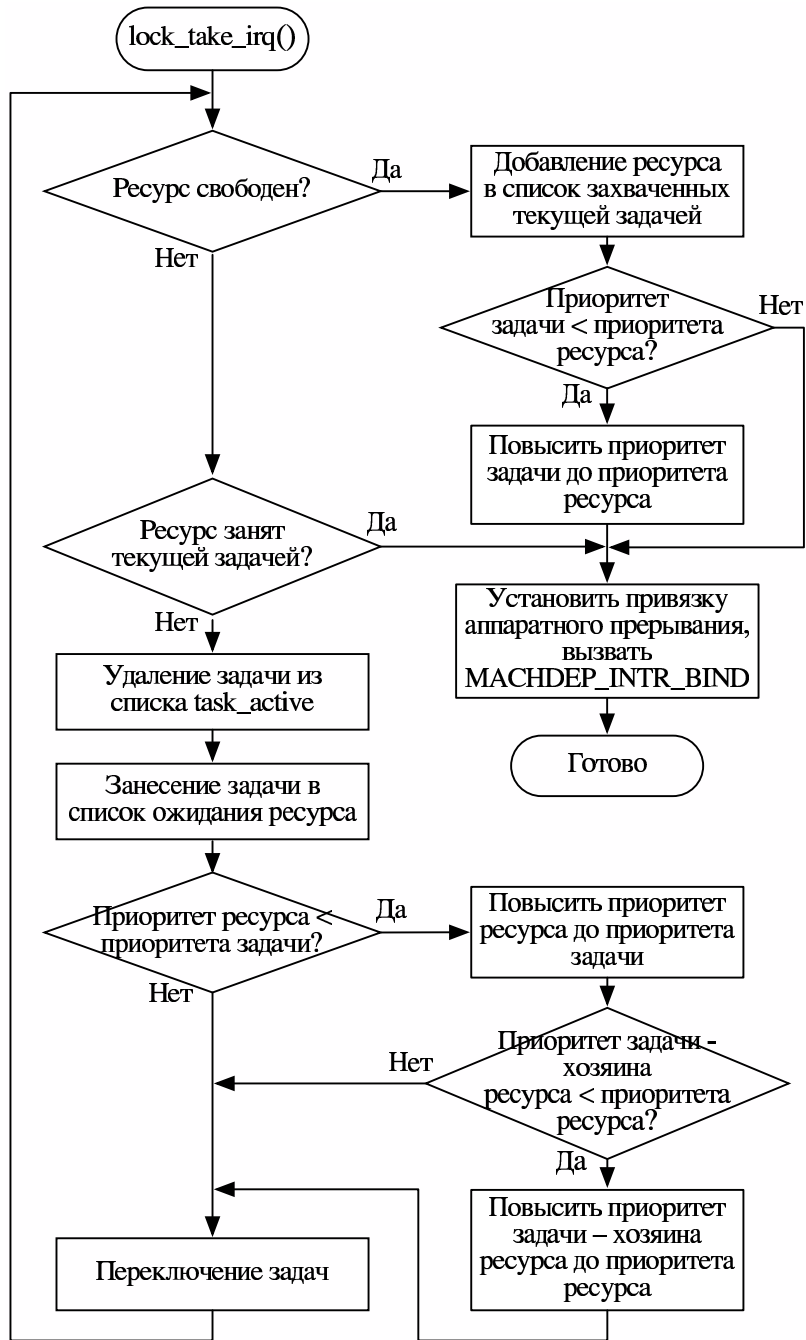 lock_take_irq()
Ресурс свободен?
Да
Добавление ресурса
в список захваченных
текущей задачей
Нет
Приоритет
задачи < приоритета
ресурса?
Нет
Да
Повысить приоритет
задачи до приоритета
ресурса
Ресурс занят
текущей задачей?
Да
Нет
Установить привязку
аппаратного прерывания,
вызвать
MACHDEP_INTR_BIND
Готово
Удаление задачи из
списка task_active
Занесение задачи в
список ожидания ресурса
Приоритет ресурса <
приоритета задачи?
Да
Нет
Повысить приоритет
ресурса до приоритета
задачи
Приоритет задачи -
хозяина
ресурса < приоритета
ресурса?
Нет
Да
Повысить приоритет
задачи – хозяина
ресурса до приоритета
ресурса
Переключение задач